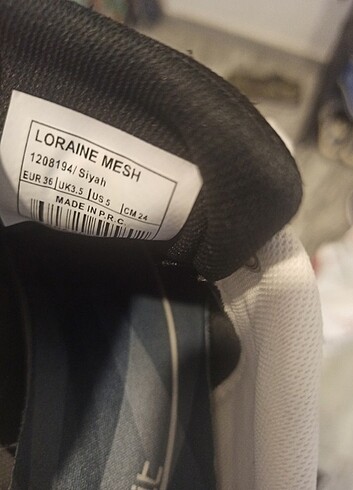 LORAINE MESH
1208194/Siyah
EUR 36 UK3.5 US 5 CM 24
MADE IN P.R.C